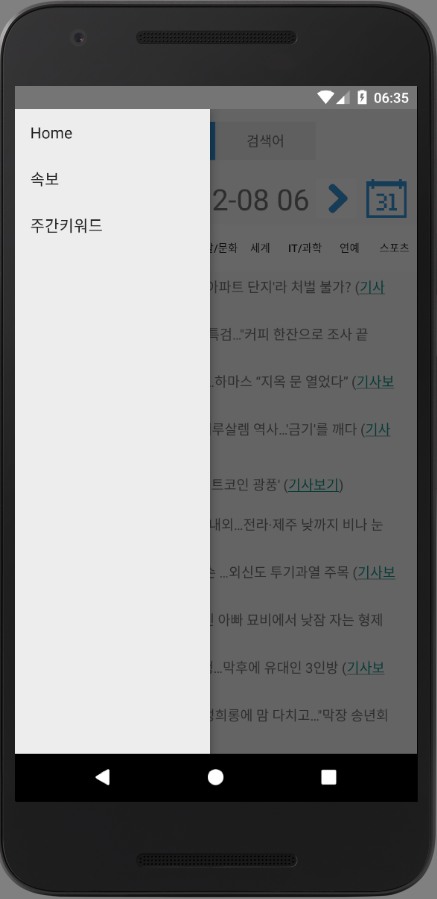 06:35
Home
속보
주간키워드
검색어
2-08 06
31
/문화 세계 IT/과학 연예 스포츠
아파트 단지'라 처벌 불가? (기사
특검..."커피 한잔으로 조사 끝
..하마스 "지옥 문 열었다" (기사보
루살렘 역사...'금기'를 깨다 (기사
트코인 광풍' (기사보기)
내외...전라·제주 낮까지 비나 눈
...외신도 투기과열 주목 (기사보
아빠 묘비에서 낮잠 자는 형제
...막후에 유대인 3인방 (기사보
성희롱에 맘 다치고..."막장 송년회